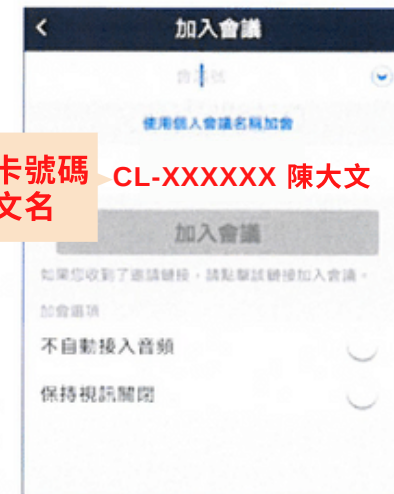 加入會議
會議號
使用個人會議名稱加會
卡號碼
文名
CL-XXXXXX 陳大文
加入會議
如果您收到了邀請鏈接，請點擊該鏈接加入會議。
加會選項
不自動接入音頻
保持視訊關閉